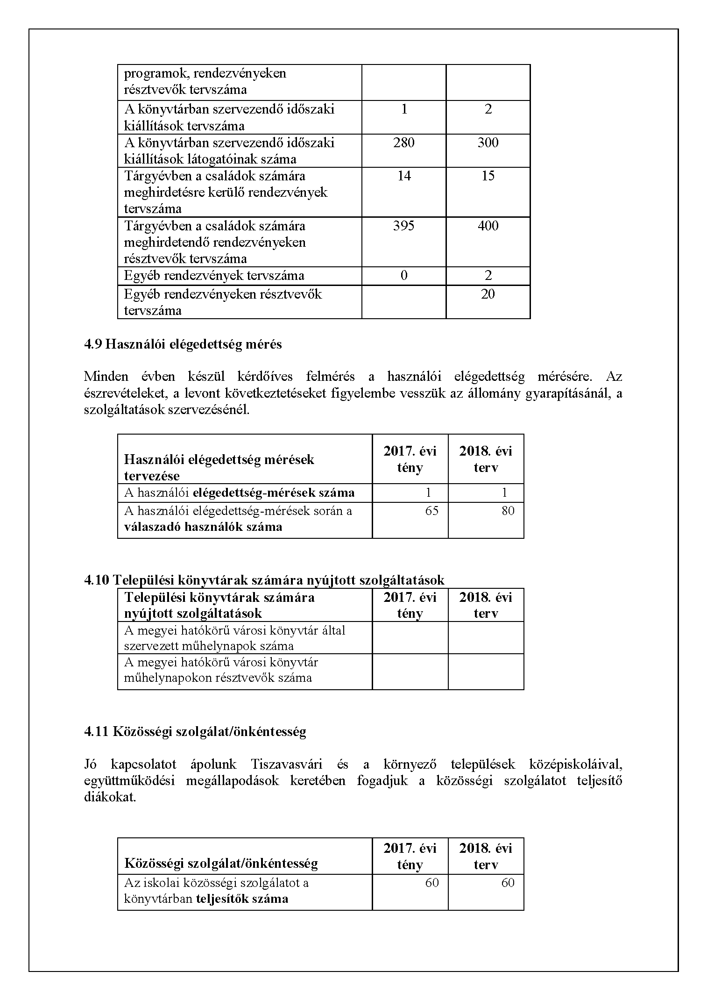 programok, rendezvényeken
résztvevők tervszáma
A könyvtárban szervezendő időszaki 1 2
kiállítások tervszáma
A könyvtárban szervezendő időszaki 280 300
kiállítások látogatóinak száma
Tárgyévben a családok számára 14 15
meghirdetésre kerülő rendezvények
tervszáma
Tárgyévben a családok számára 395 400
meghirdetendő rendezvényeken
résztvevők tervszáma
Egyéb rendezvények tervszáma 0 2
Egyéb rendezvényeken résztvevők 20
tervszáma
4.9 Használói elégedettség mérés
Minden évben készül kérdőíves felmérés a használói elégedettség mérésére. Az
észrevételeket, a levont következtetéseket figyelembe vesszük az állomány gyarapításánál, a
szolgáltatások szervezésénél.
Használói elégedettség mérések
tervezése
2017. évi
tény
2018. évi
terv
A használói elégedettség-mérések száma 1 1
A használói elégedettség-mérések során a 65 80
válaszadó használók száma
4.10 Települési könyvtárak számára nyújtott szolgáltatások
Települési könyvtárak számára 2017. évi 2018. évi
nyújtott szolgáltatások tény terv
A megyei hatókörű városi könyvtár által
szervezett műhelynapok száma
A megyei hatókörű városi könyvtár
műhelynapokon résztvevők száma
4.11 Közösségi szolgálat/önkéntesség
Jó kapcsolatot ápolunk Tiszavasvári és a környező települések középiskoláival,
együttműködési megállapodások keretében fogadjuk a közösségi szolgálatot teljesítő
diákokat.
2017. évi 2018. évi
Közösségi szolgálat/önkéntesség tény terv
Az iskolai közösségi szolgálatot a 60 60
könyvtárban teljesítők száma